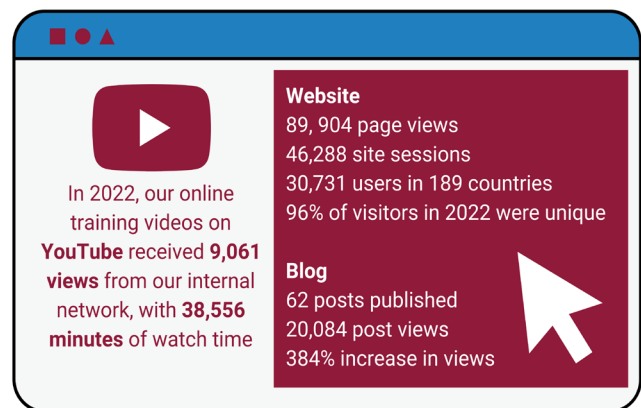 In 2022, our online
training videos on
YouTube received 9,061
views from our internal
network, with 38,556
minutes of watch time
Website
89, 904 page views
46,288 site sessions
30,731 users in 189 countries
96% of visitors in 2022 were unique
Blog
62 posts published
20,084 post views
384% increase in views